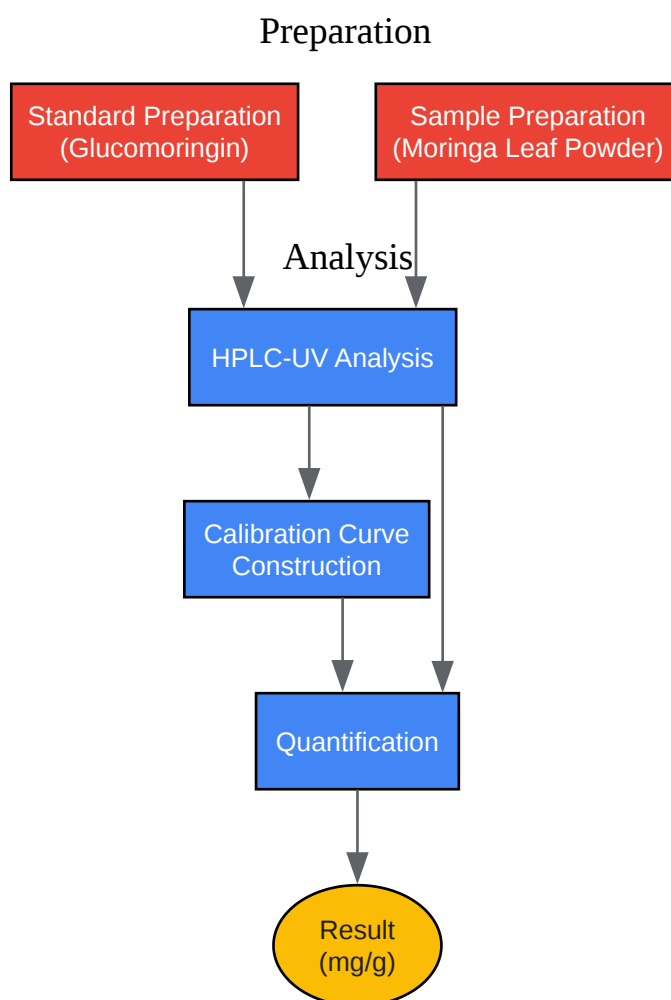 Preparation
Standard Preparation
(Glucomoringin)
Sample Preparation
(Moringa Leaf Powder)
Analysis
HPLC-UV Analysis
Calibration Curve
Construction
Quantification
Result
(mg/g)